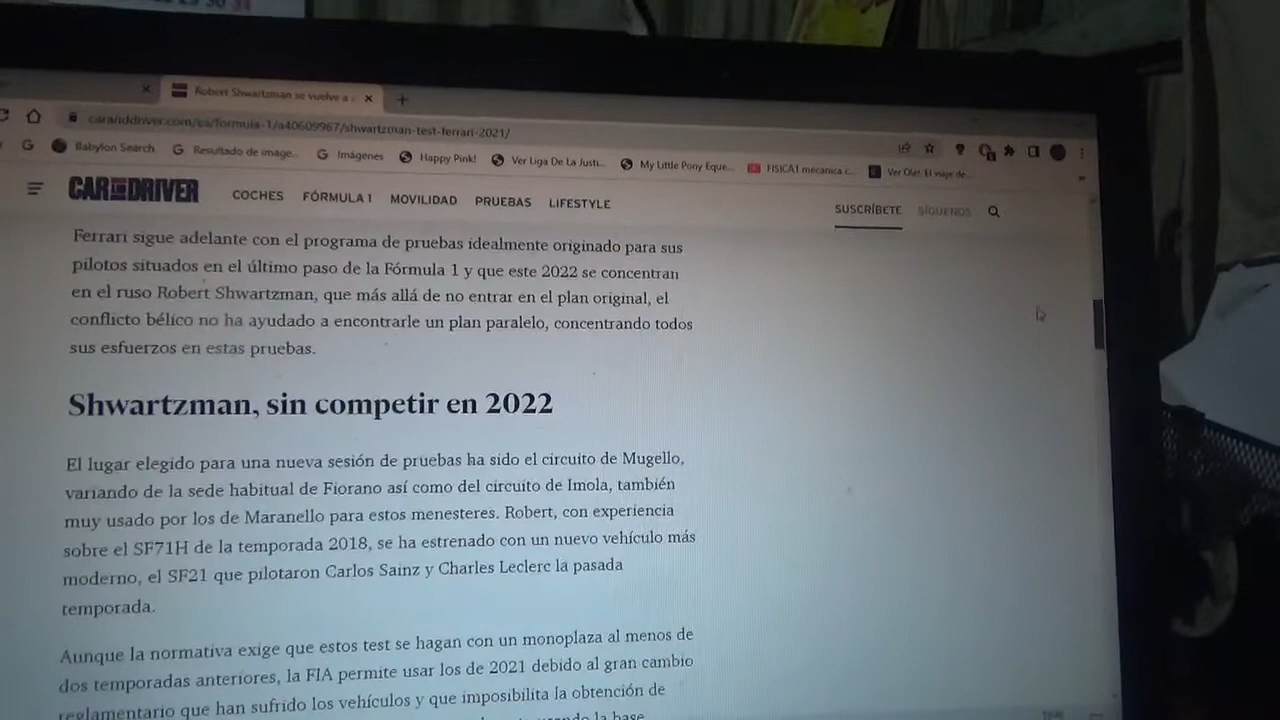 Robert Shwartzman se vuelve a
caranddriver.com/es/formula-1/a40609967/shwartzman-test-ferrari-2021/
Babylon Search Resultado de image... Imágenes Happy Pink! Ver Liga De La Justi... My Little Pony Eque... FISICA I mecanica c... Ver Olet, El viaje de...
CAR AND DRIVER COCHES FÓRMULA 1 MOVILIDAD PRUEBAS LIFESTYLE SUSCRÍBETE SÍGUENOS
Ferrari sigue adelante con el programa de pruebas idealmente originado para sus
pilotos situados en el último paso de la Fórmula 1 y que este 2022 se concentran
en el ruso Robert Shwartzman, que más allá de no entrar en el plan original, el
conflicto bélico no ha ayudado a encontrarle un plan paralelo, concentrando todos
sus esfuerzos en estas pruebas.
Shwartzman, sin competir en 2022
El lugar elegido para una nueva sesión de pruebas ha sido el circuito de Mugello,
variando de la sede habitual de Fiorano así como del circuito de Imola, también
muy usado por los de Maranello para estos menesteres. Robert, con experiencia
sobre el SF71H de la temporada 2018, se ha estrenado con un nuevo vehículo más
moderno, el SF21 que pilotaron Carlos Sainz y Charles Leclerc la pasada
temporada.
Aunque la normativa exige que estos test se hagan con un monoplaza al menos de
dos temporadas anteriores, la FIA permite usar los de 2021 debido al gran cambio
reglamentario que han sufrido los vehículos y que imposibilita la obtención de
la base